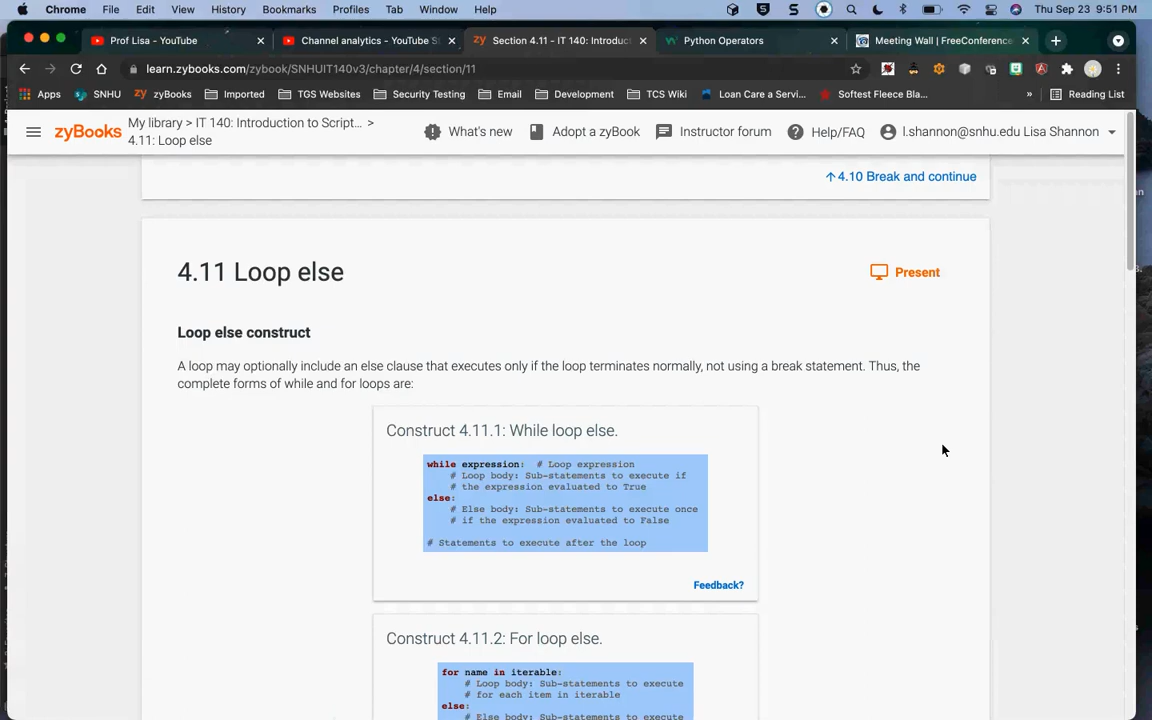 Chrome File Edit View History Bookmarks Profiles Tab Window Help Thu Sep 23 9:51 PM
Prof Lisa - YouTube Channel analytics - YouTube S Section 4.11 - IT 140: Introduc Python Operators Meeting Wall | FreeConference
learn.zybooks.com/zybook/SNHUIT140v3/chapter/4/section/11
Apps SNHU zyBooks Imported TGS Websites Security Testing Email Development TCS Wiki Loan Care a Servi... Softest Fleece Bla... » Reading List
zyBooks My library > IT 140: Introduction to Script... >
4.11: Loop else
What's new Adopt a zyBook Instructor forum Help/FAQ l.shannon@snhu.edu Lisa Shannon
↑ 4.10 Break and continue
4.11 Loop else
Present
Loop else construct
A loop may optionally include an else clause that executes only if the loop terminates normally, not using a break statement. Thus, the
complete forms of while and for loops are:
Construct 4.11.1: While loop else.
while expression: # Loop expression
# Loop body: Sub-statements to execute if
# the expression evaluated to True
else:
# Else body: Sub-statements to execute once
# if the expression evaluated to False
# Statements to execute after the loop
Feedback?
Construct 4.11.2: For loop else.
for name in iterable:
# Loop body: Sub-statements to execute
# for each item in iterable
else:
# Else body: Sub-statements to execute